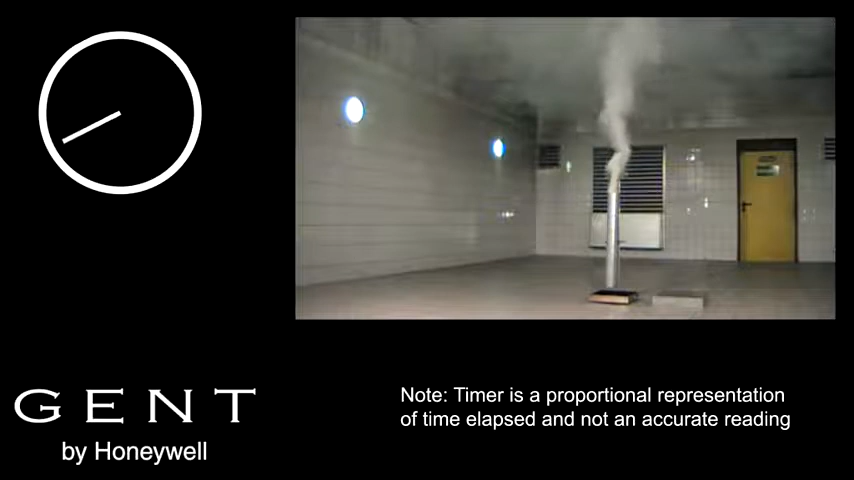 GENT
by Honeywell
Note: Timer is a proportional representation
of time elapsed and not an accurate reading